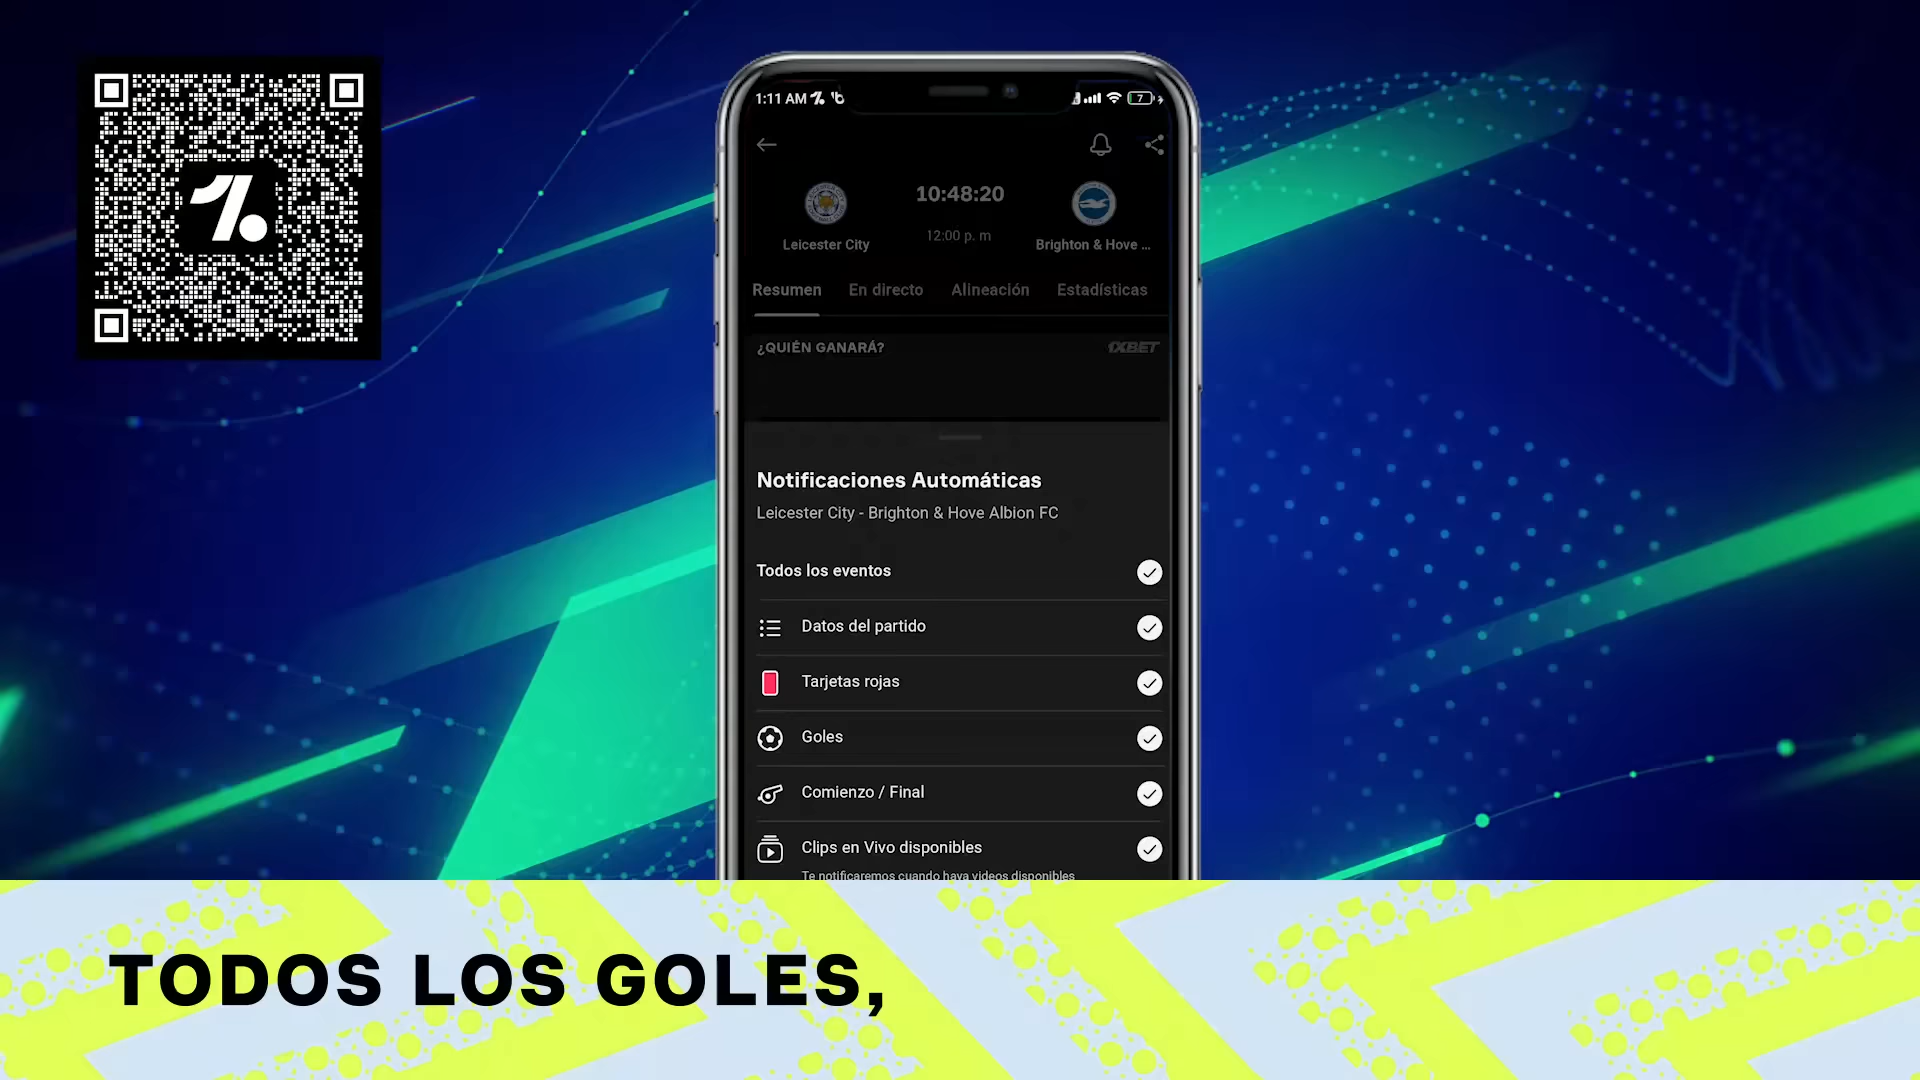 1:11 AM
7
10:48:20
12:00 p. m
Leicester City
Brighton & Hove ...
Resumen En directo Alineación Estadísticas
¿QUIÉN GANARÁ? 1XBET
Notificaciones Automáticas
Leicester City - Brighton & Hove Albion FC
Todos los eventos
Datos del partido
Tarjetas rojas
Goles
Comienzo / Final
Clips en Vivo disponibles
Te notificaremos cuando haya videos disponibles
TODOS LOS GOLES,